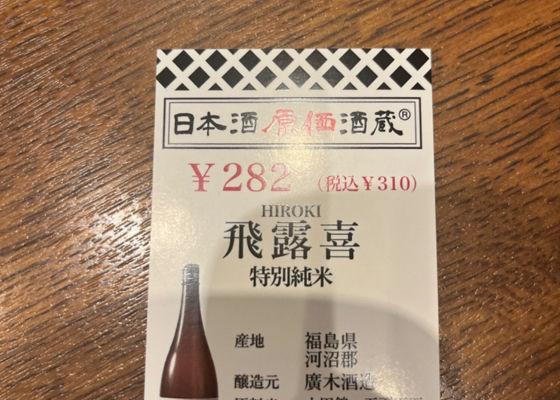 日本酒原価酒蔵®
¥282 (税込¥310)
HIROKI
飛露喜
特別純米
産地 福島県
河沼郡
醸造元 廣木酒造